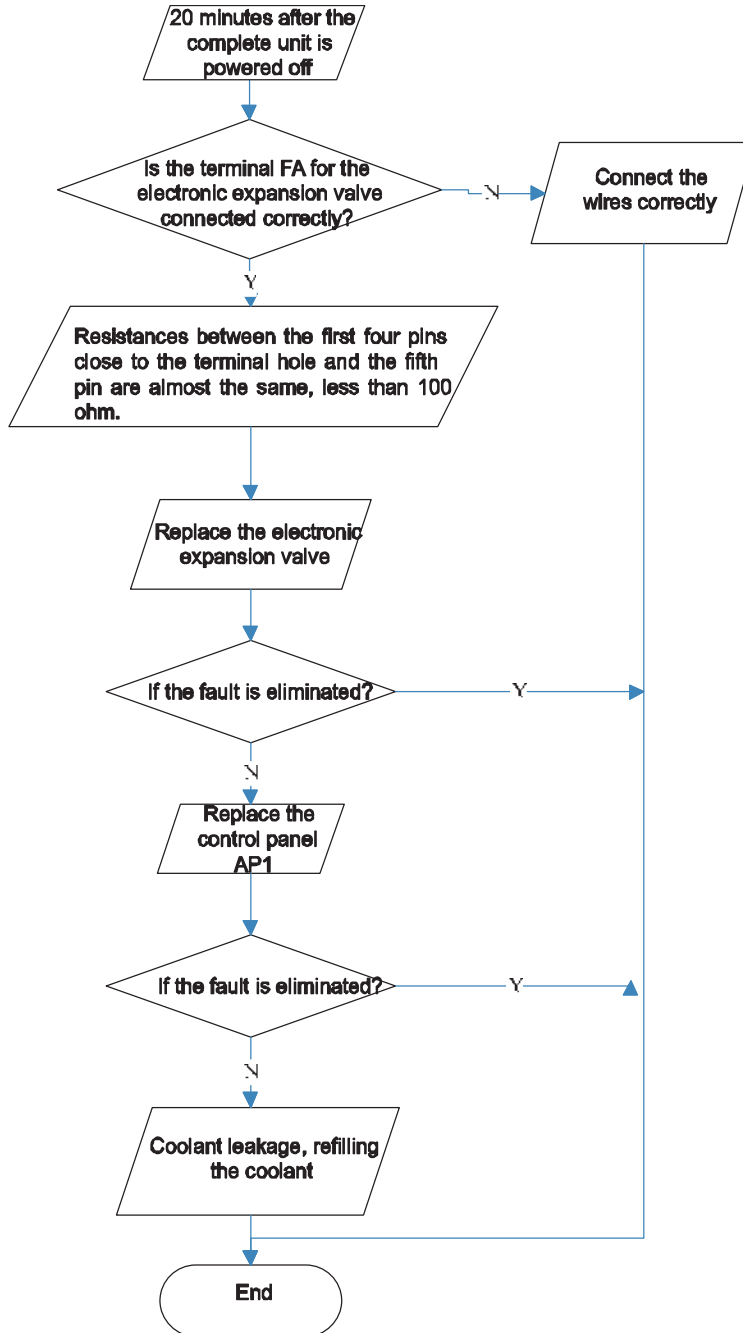 20 minutes after the
complete unit is
powered off
Is the terminal FA for the
electronic expansion valve
connected correctly?
N
Connect the
wires correctly
Y
Resistances between the first four pins
close to the terminal hole and the fifth
pin are almost the same, less than 100
ohm.
Replace the electronic
expansion valve
If the fault is eliminated?
Y
N
Replace the
control panel
AP1
If the fault is eliminated?
Y
N
Coolant leakage, refilling
the coolant
End